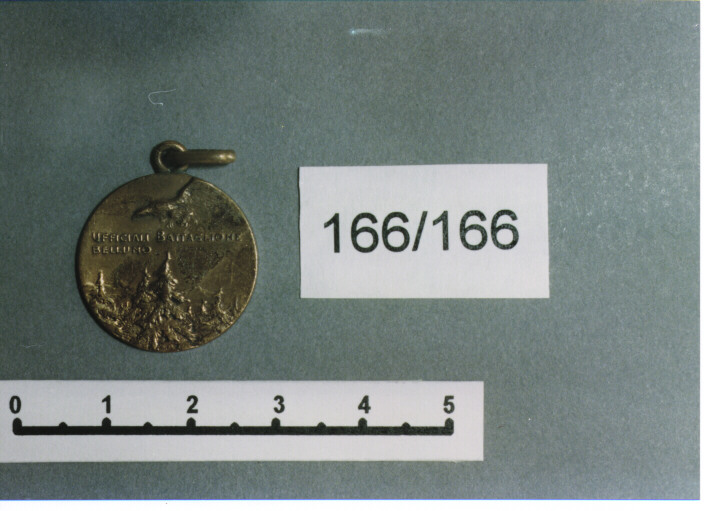 UFFICIALI BATTAGLIONE
BELLUNO
166/166
0 1 2 3 4 5